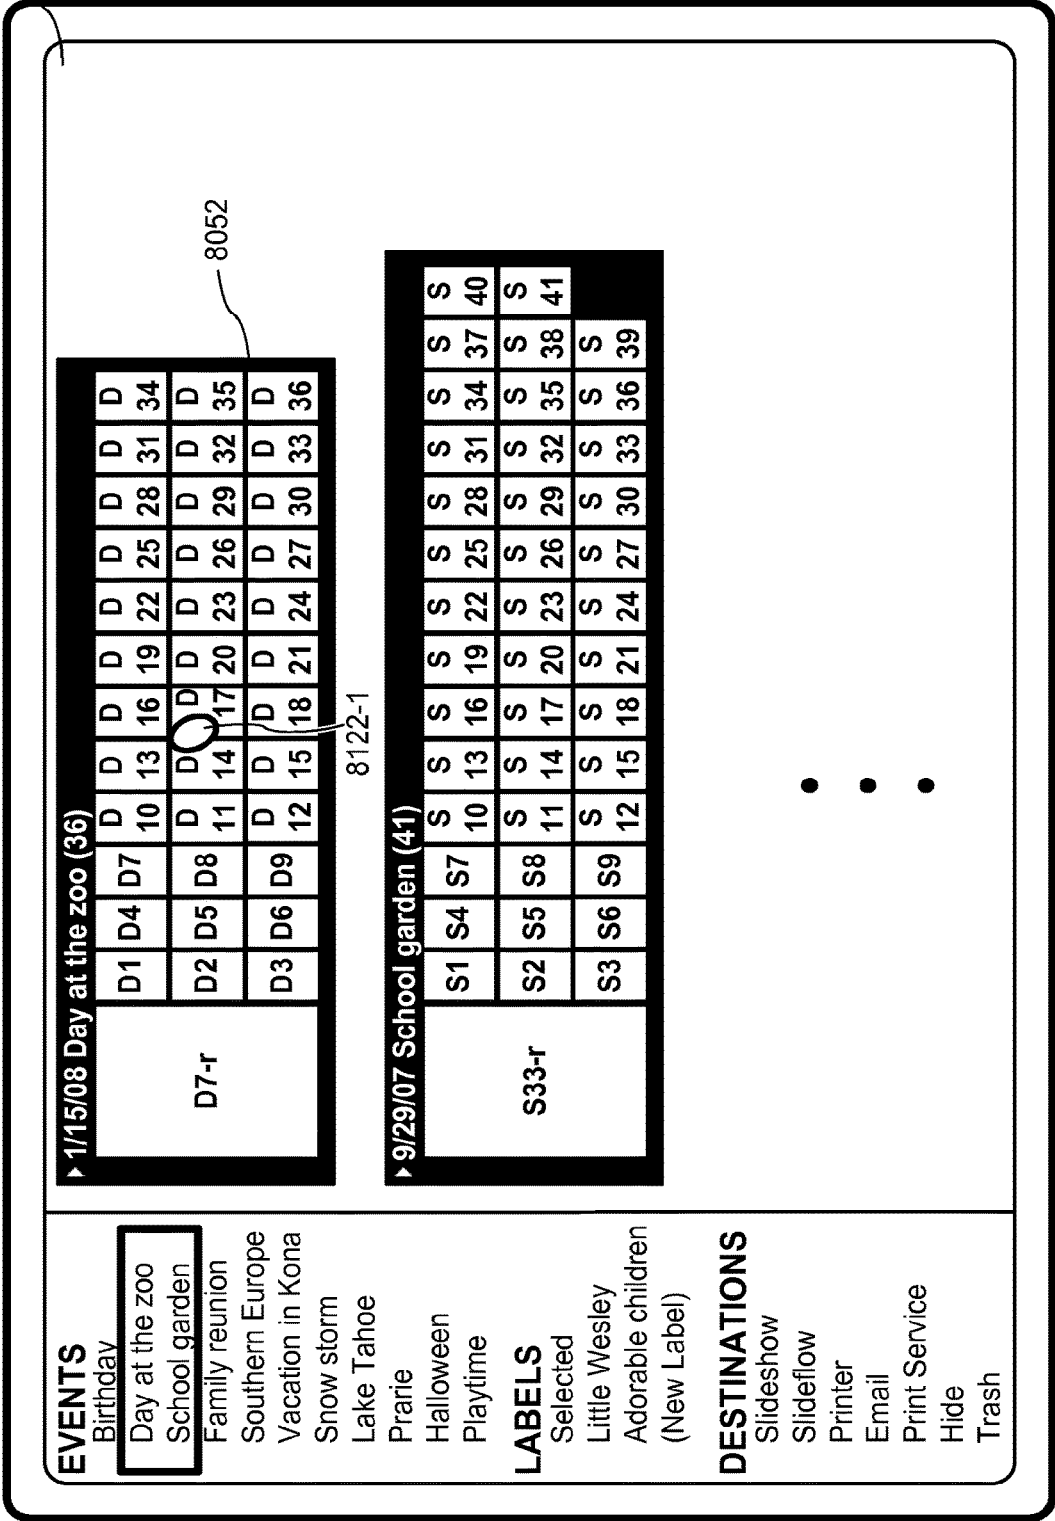 EVENTS
Birthday
Day at the zoo
School garden
Family reunion
Southern Europe
Vacation in Kona
Snow storm
Lake Tahoe
Prarie
Halloween
Playtime
LABELS
Selected
Little Wesley
Adorable children
(New Label)
DESTINATIONS
Slideshow
Slideflow
Printer
Email
Print Service
Hide
Trash
1/15/08 Day at the zoo (36)
D7-r
D1 D4 D7 D 10 D 13 D 16 D 19 D 22 D 25 D 28 D 31 D 34
D2 D5 D8 D 11 D 14 D 17 D 20 D 23 D 26 D 29 D 32 D 35
D3 D6 D9 D 12 D 15 D 18 D 21 D 24 D 27 D 30 D 33 D 36
8052
8122-1
9/29/07 School garden (41)
S33-r
S1 S4 S7 S 10 S 13 S 16 S 19 S 22 S 25 S 28 S 31 S 34 S 37 S 40
S2 S5 S8 S 11 S 14 S 17 S 20 S 23 S 26 S 29 S 32 S 35 S 38 S 41
S3 S6 S9 S 12 S 15 S 18 S 21 S 24 S 27 S 30 S 33 S 36 S 39